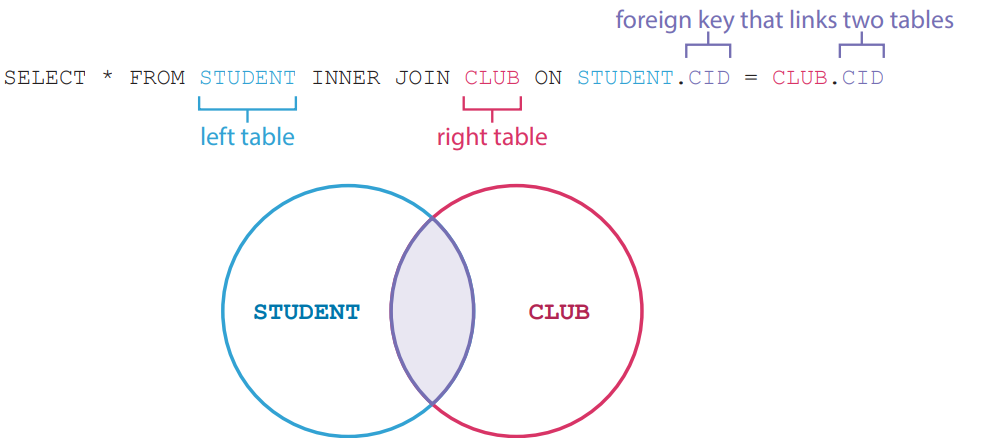 foreign key that links two tables
SELECT * FROM STUDENT INNER JOIN CLUB ON STUDENT.CID = CLUB.CID
left table
right table
STUDENT
CLUB